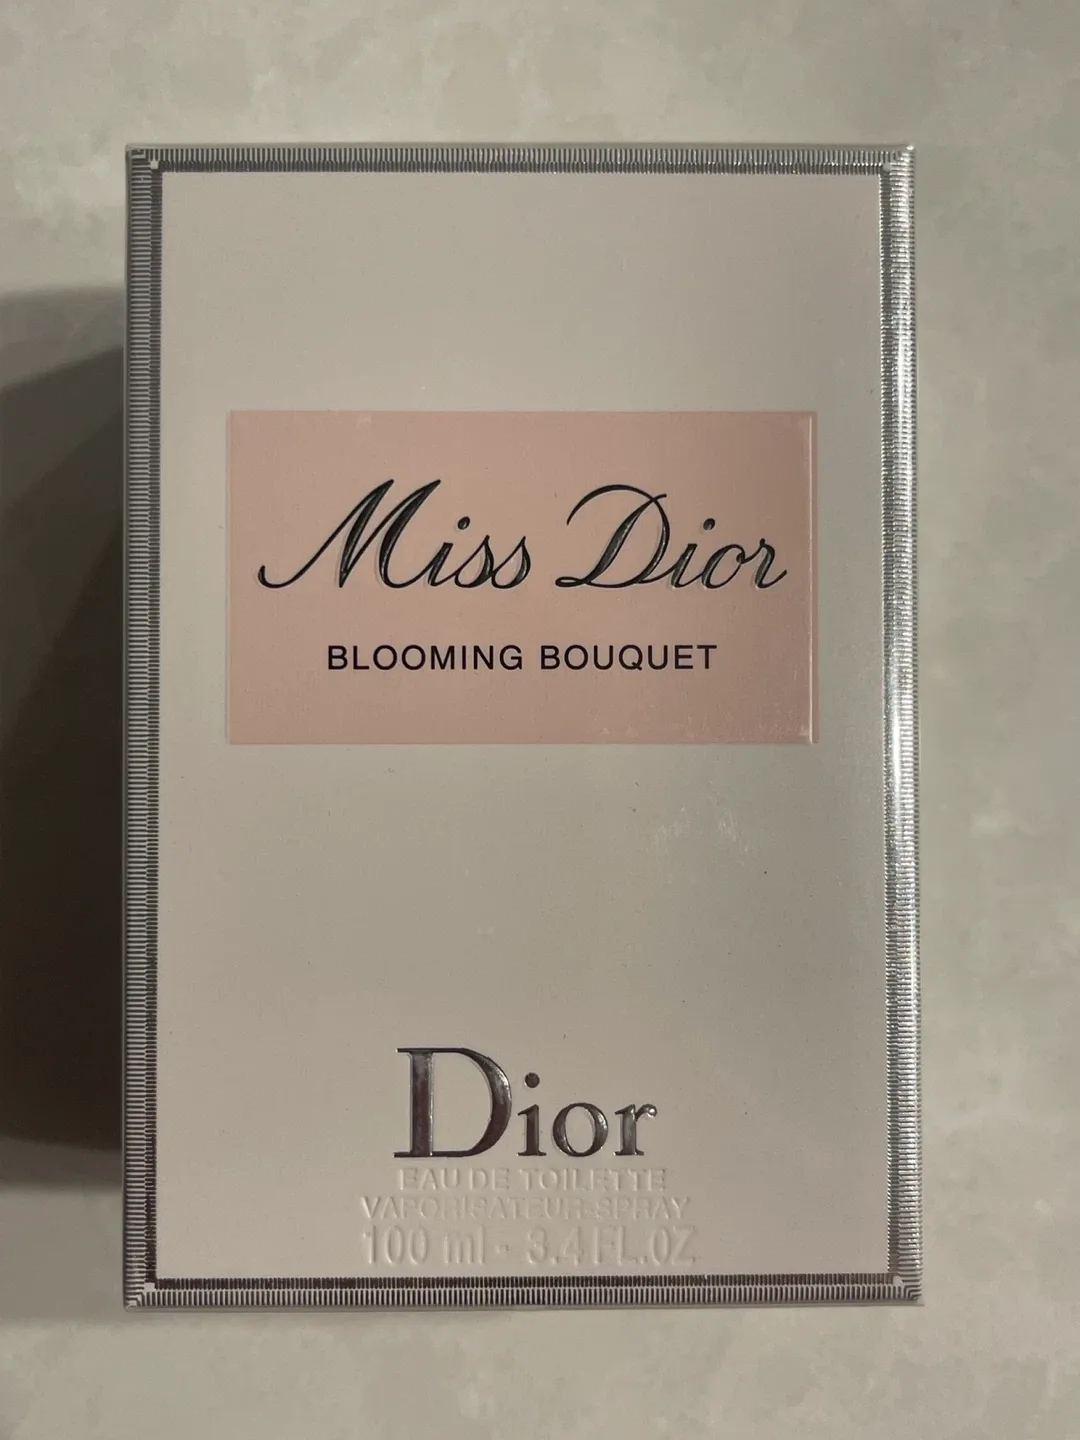 Miss Dior
BLOOMING BOUQUET
Dior
EAU DE TOILETTE
VAPORISATEUR-SPRAY
100 ml - 3.4 FL.OZ